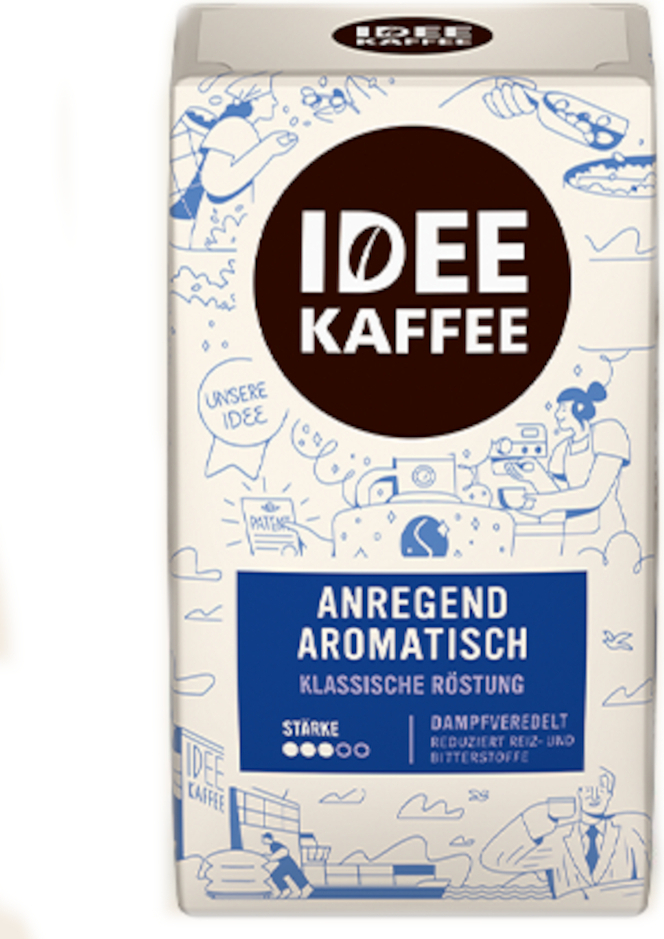 IDEE
KAFFEE
IDEE
KAFFEE
UNSERE
IDEE
PATENT
ANREGEND
AROMATISCH
KLASSISCHE RÖSTUNG
STÄRKE
DAMPFVEREDELT
REDUZIERT REIZ- UND
BITTERSTOFFE
IDEE
KAFFEE